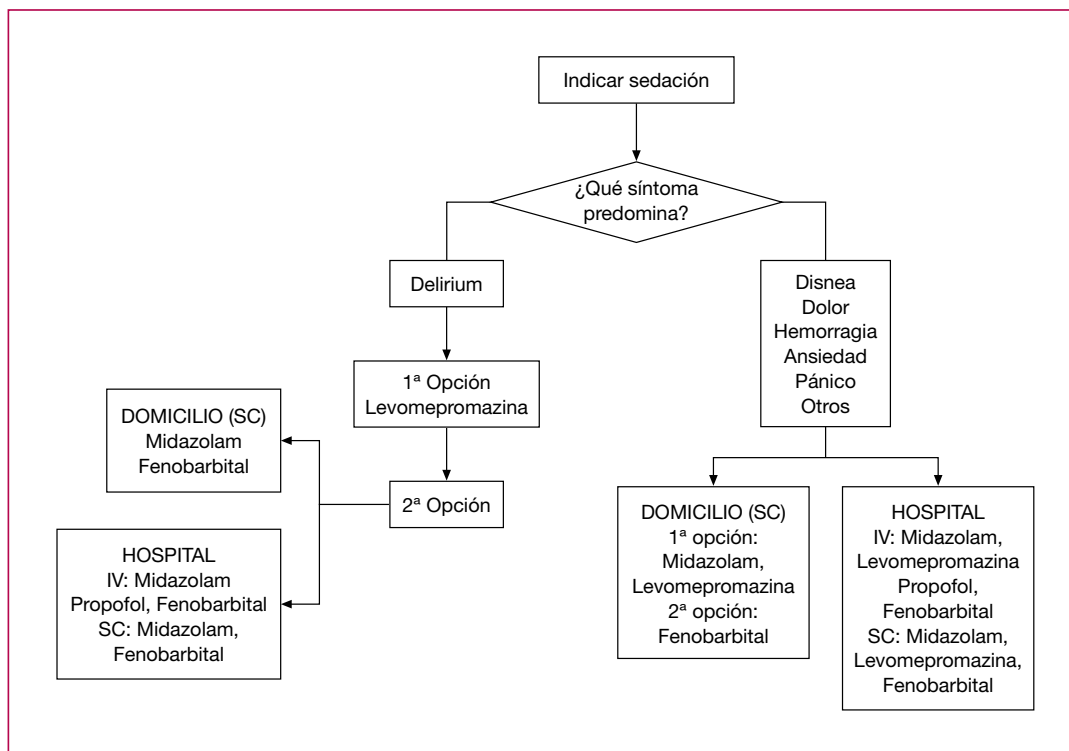 Indicar sedación
¿Qué síntoma
predomina?
Delirium
1ª Opción
Levomepromazina
2ª Opción
DOMICILIO (SC)
Midazolam
Fenobarbital
HOSPITAL
IV: Midazolam
Propofol, Fenobarbital
SC: Midazolam,
Fenobarbital
Disnea
Dolor
Hemorragia
Ansiedad
Pánico
Otros
DOMICILIO (SC)
1ª opción:
Midazolam,
Levomepromazina
2ª opción:
Fenobarbital
HOSPITAL
IV: Midazolam,
Levomepromazina
Propofol,
Fenobarbital
SC: Midazolam,
Levomepromazina,
Fenobarbital